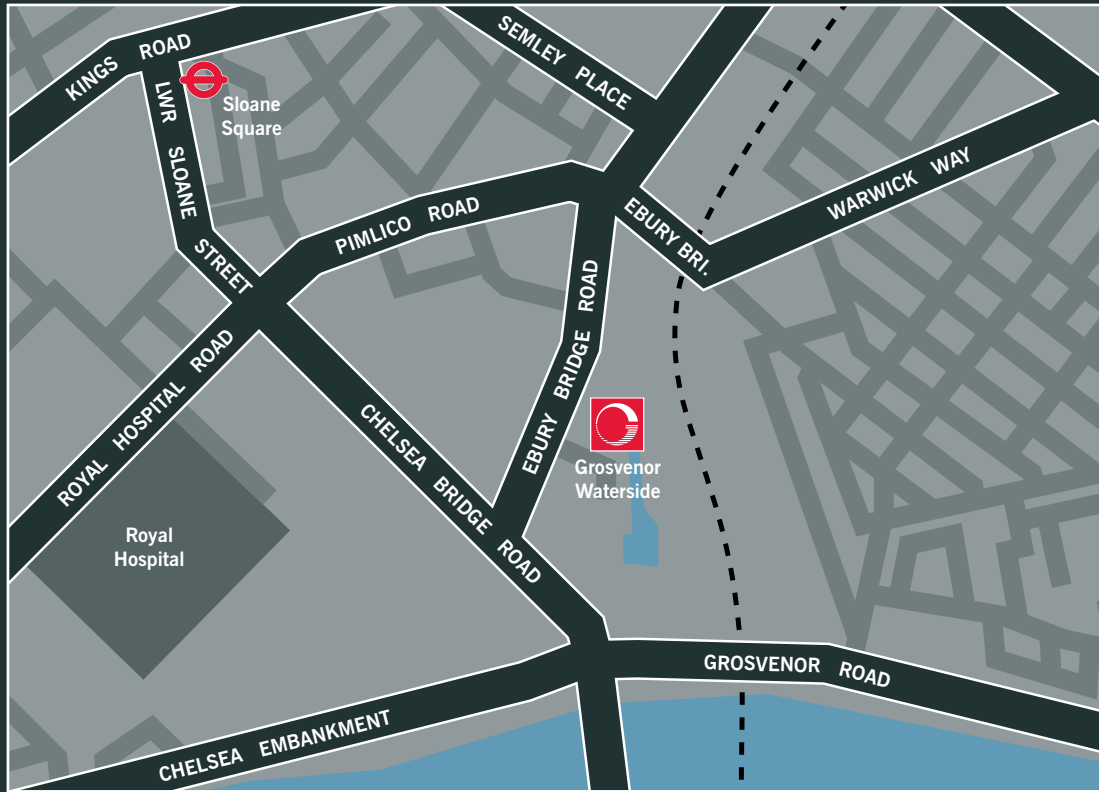 KINGS ROAD
SEMLEY PLACE
Sloane
Square
LWR SLOANE STREET
PIMLICO ROAD
EBURY BRI.
WARWICK WAY
EBURY BRIDGE ROAD
ROYAL HOSPITAL ROAD
CHELSEA BRIDGE ROAD
Grosvenor
Waterside
Royal
Hospital
GROSVENOR ROAD
CHELSEA EMBANKMENT